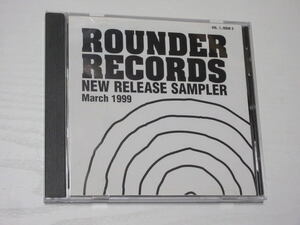 ROUNDER
RECORDS
NEW RELEASE SAMPLER
March 1999